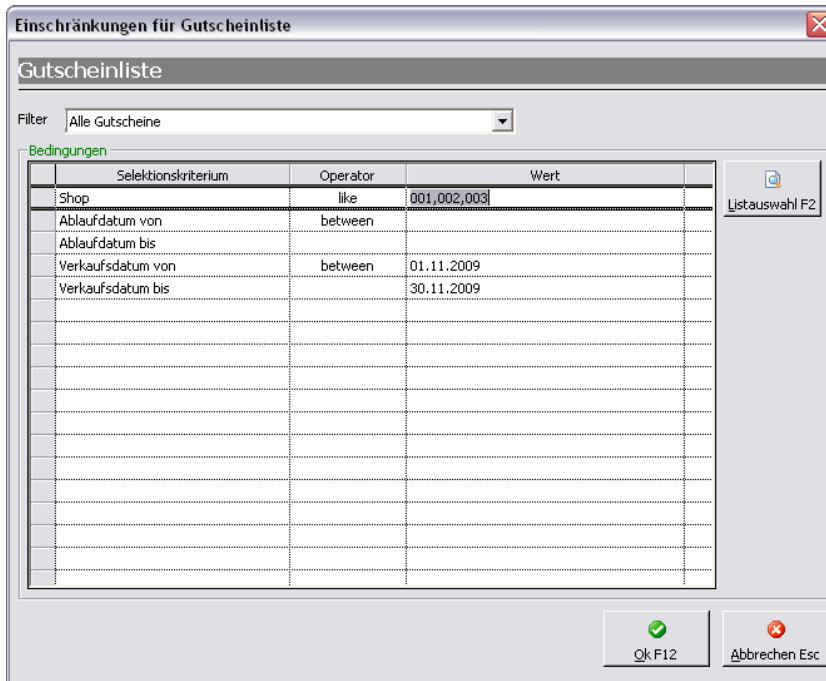 Einschränkungen für Gutscheinliste
Gutscheinliste
Filter Alle Gutscheine
Bedingungen
Selektionskriterium Operator Wert
Shop like 001,002,003
Listauswahl F2
Ablaufdatum von between
Ablaufdatum bis
Verkaufsdatum von between 01.11.2009
Verkaufsdatum bis 30.11.2009
Ok F12 Abbrechen Esc